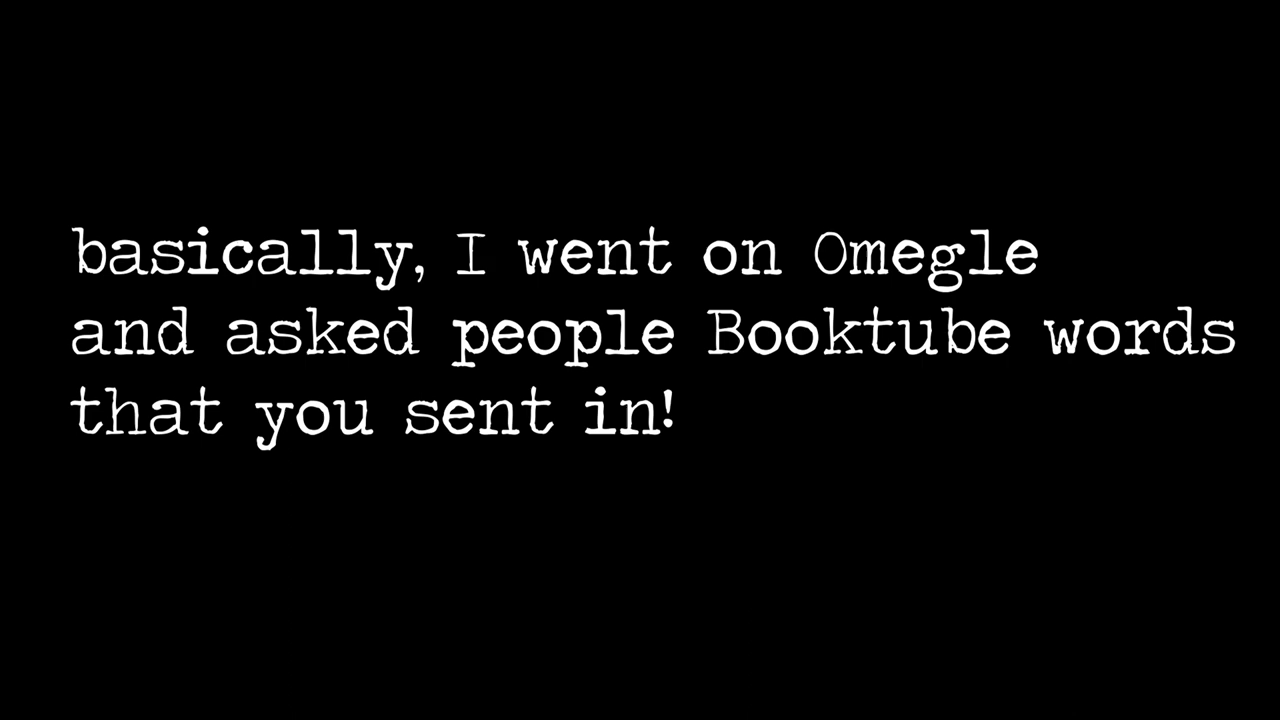 basically, I went on Omegle
and asked people Booktube words
that you sent in!